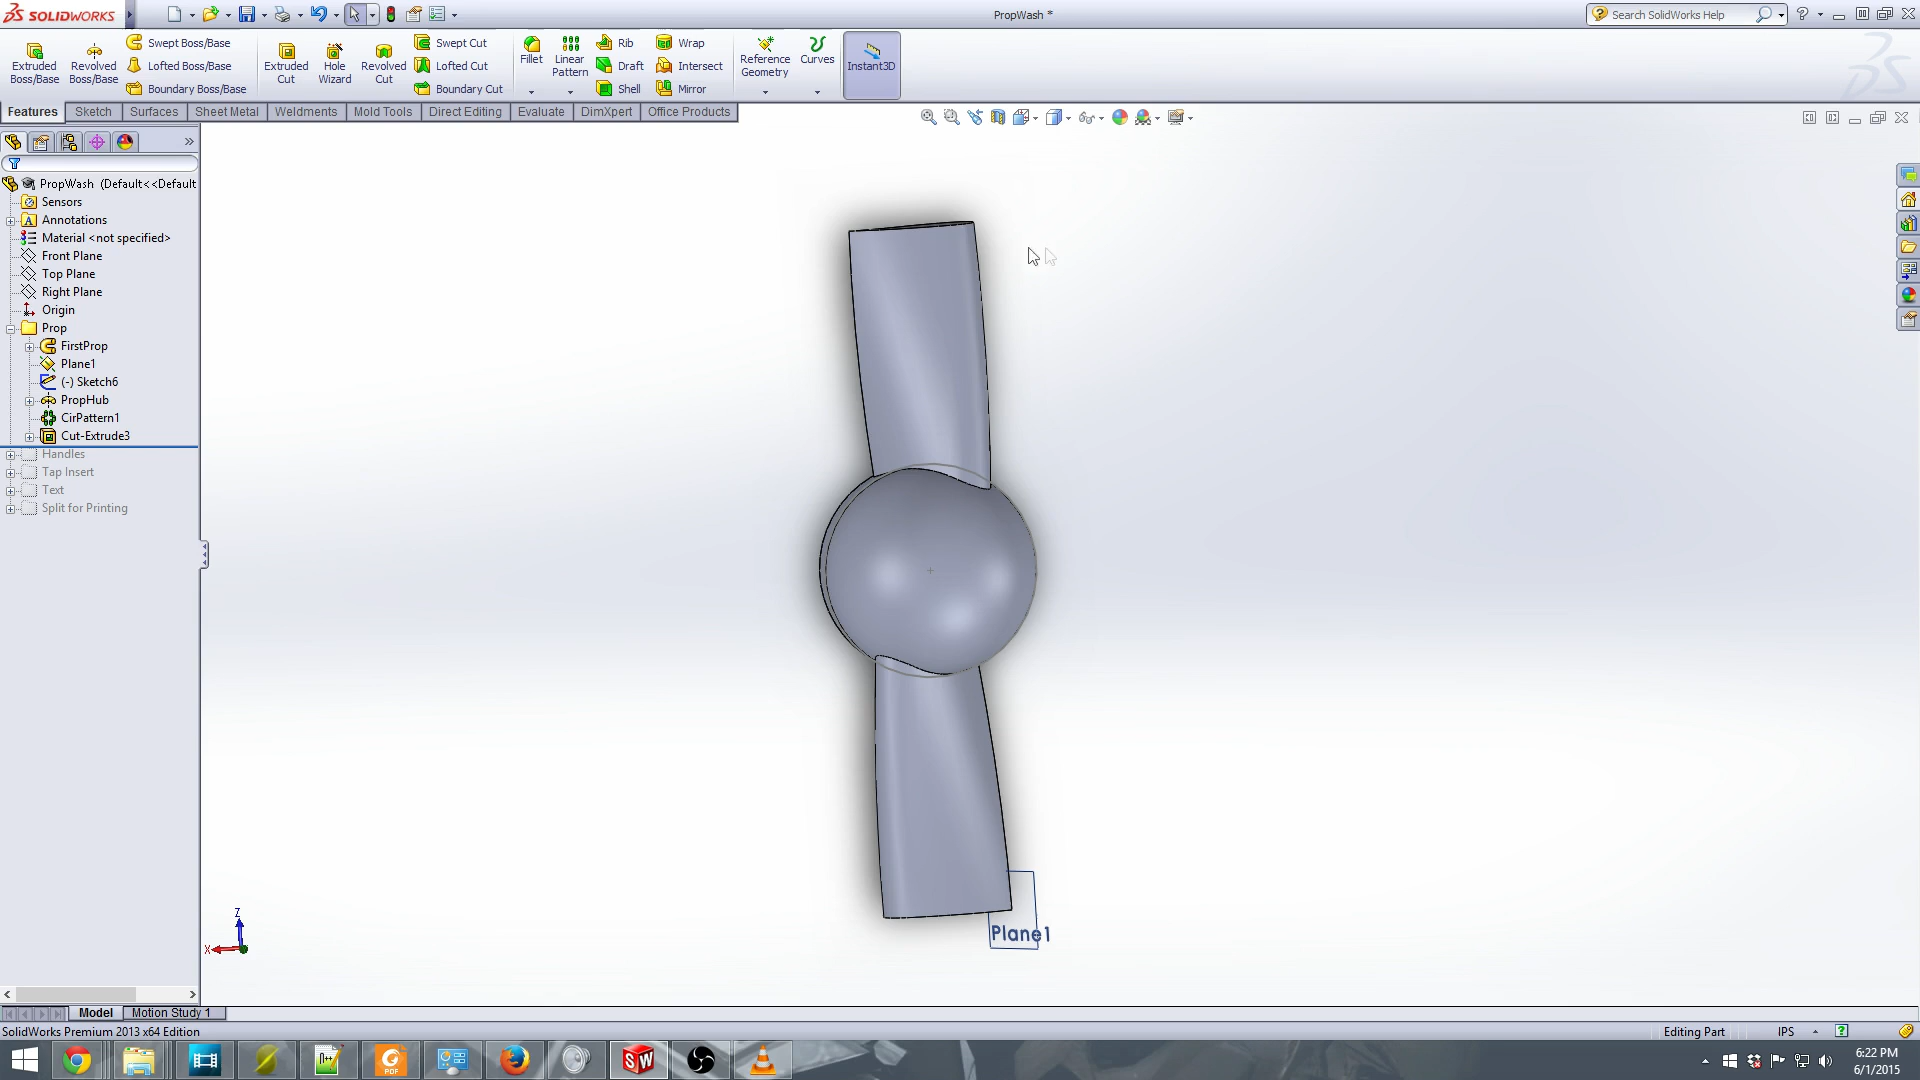 SOLIDWORKS
PropWash *
Search SolidWorks Help
Extruded Boss/Base
Revolved Boss/Base
Swept Boss/Base
Lofted Boss/Base
Boundary Boss/Base
Extruded Cut
Hole Wizard
Revolved Cut
Swept Cut
Lofted Cut
Boundary Cut
Fillet
Linear Pattern
Rib
Draft
Shell
Wrap
Intersect
Mirror
Reference Geometry
Curves
Instant3D
Features
Sketch
Surfaces
Sheet Metal
Weldments
Mold Tools
Direct Editing
Evaluate
DimXpert
Office Products
PropWash (Default<<Default
Sensors
Annotations
Material <not specified>
Front Plane
Top Plane
Right Plane
Origin
Prop
FirstProp
Plane1
(-) Sketch6
PropHub
CirPattern1
Cut-Extrude3
Handles
Tap Insert
Text
Split for Printing
Plane1
Z
X
Model
Motion Study 1
SolidWorks Premium 2013 x64 Edition
Editing Part
IPS
PDF
SW
6:22 PM
6/1/2015